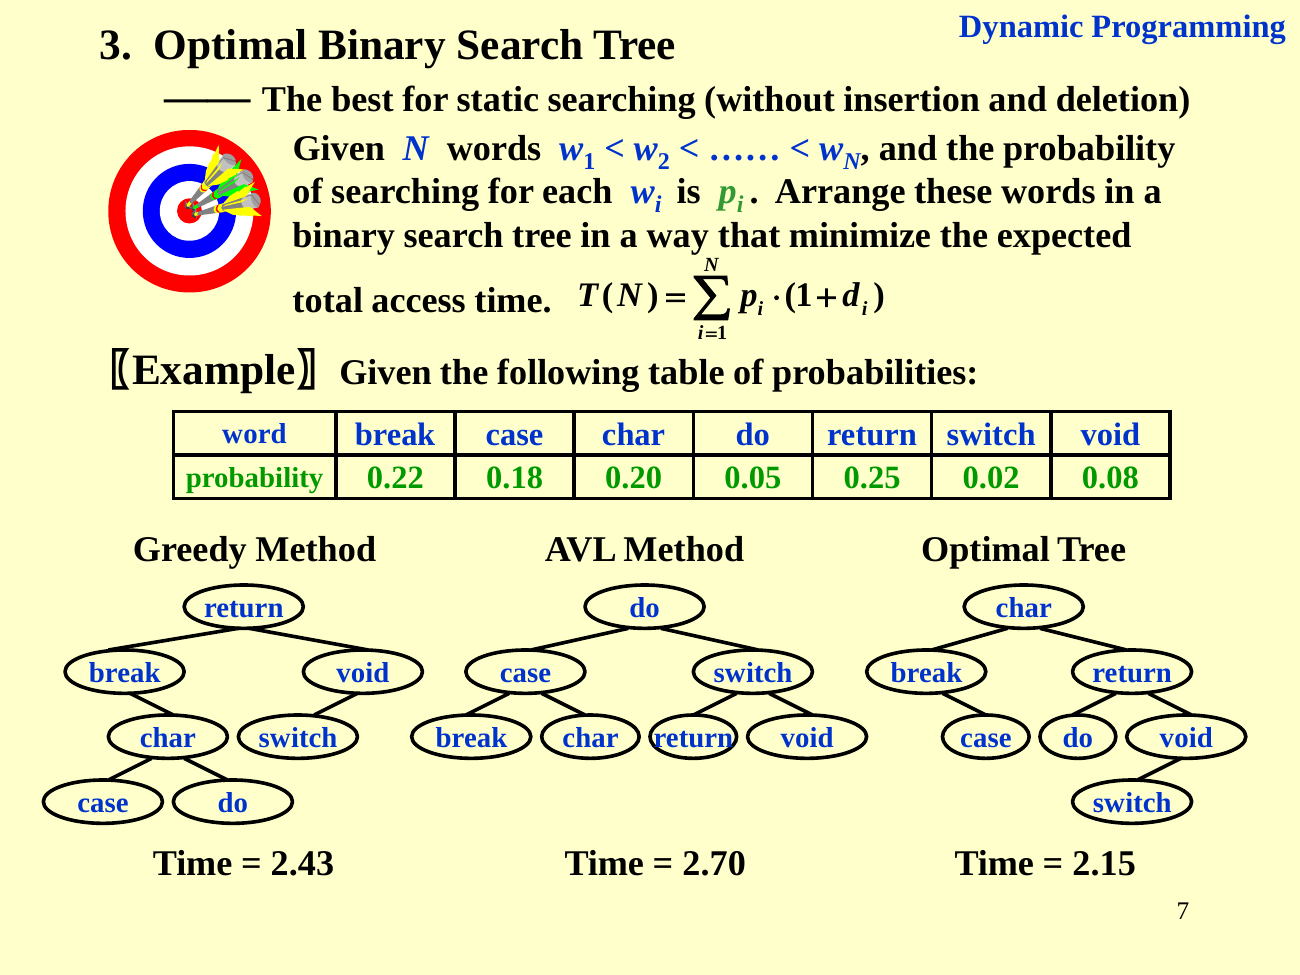 Dynamic Programming
3. Optimal Binary Search Tree
—— The best for static searching (without insertion and deletion)
Given N words w1 < w2 < …… < wN, and the probability
of searching for each wi is pi . Arrange these words in a
binary search tree in a way that minimize the expected
total access time. T(N) = ∑_{i=1}^{N} pi · (1 + di)
〖Example〗 Given the following table of probabilities:
word break case char do return switch void
probability 0.22 0.18 0.20 0.05 0.25 0.02 0.08
Greedy Method AVL Method Optimal Tree
return do char
break void case switch break return
char switch break char return void case do void
case do switch
Time = 2.43 Time = 2.70 Time = 2.15
7